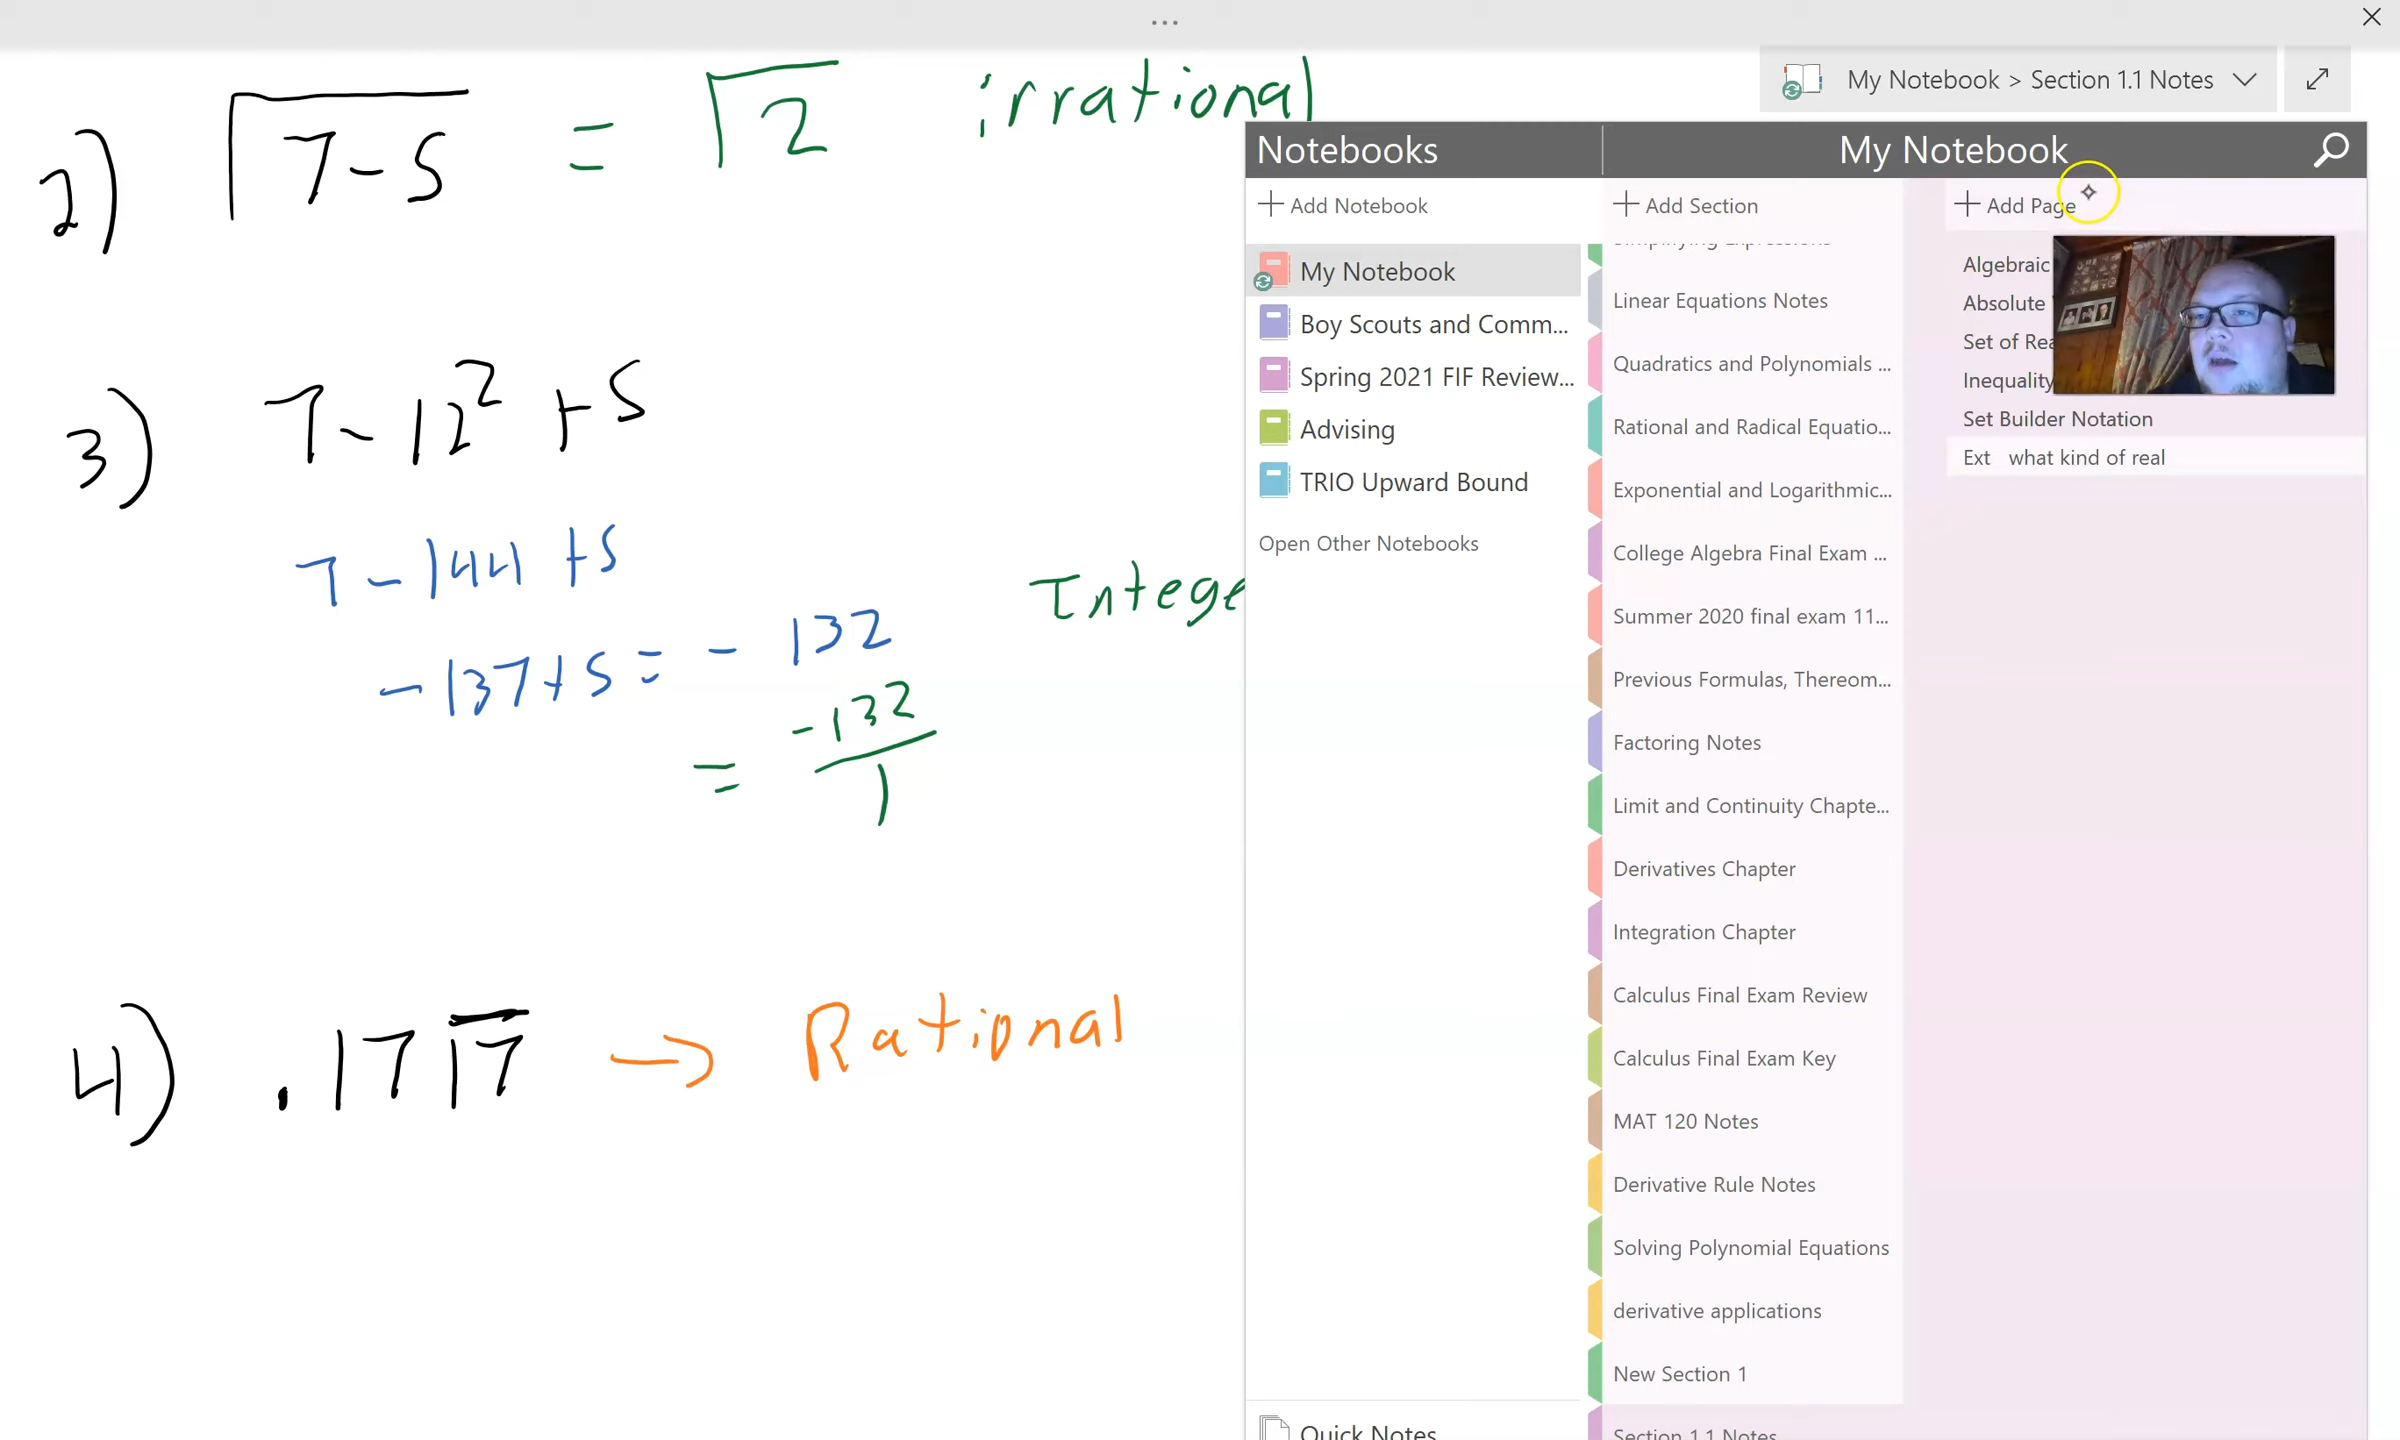 ...
My Notebook > Section 1.1 Notes
2) √7-5 = √2 irrational
3) 7-12² +5
7-144 +5
-137+5 = -132
= -132/1
Intege
4) .1717̅ → Rational
Notebooks
My Notebook
+ Add Notebook
My Notebook
Boy Scouts and Comm...
Spring 2021 FIF Review...
Advising
TRIO Upward Bound
Open Other Notebooks
Quick Notes
+ Add Section
Simplifying Expressions
Linear Equations Notes
Quadratics and Polynomials ...
Rational and Radical Equatio...
Exponential and Logarithmic...
College Algebra Final Exam ...
Summer 2020 final exam 11...
Previous Formulas, Thereom...
Factoring Notes
Limit and Continuity Chapte...
Derivatives Chapter
Integration Chapter
Calculus Final Exam Review
Calculus Final Exam Key
MAT 120 Notes
Derivative Rule Notes
Solving Polynomial Equations
derivative applications
New Section 1
Section 1.1 Notes
+ Add Page
Algebraic
Absolute
Set of Rea
Inequality
Set Builder Notation
Ext what kind of real